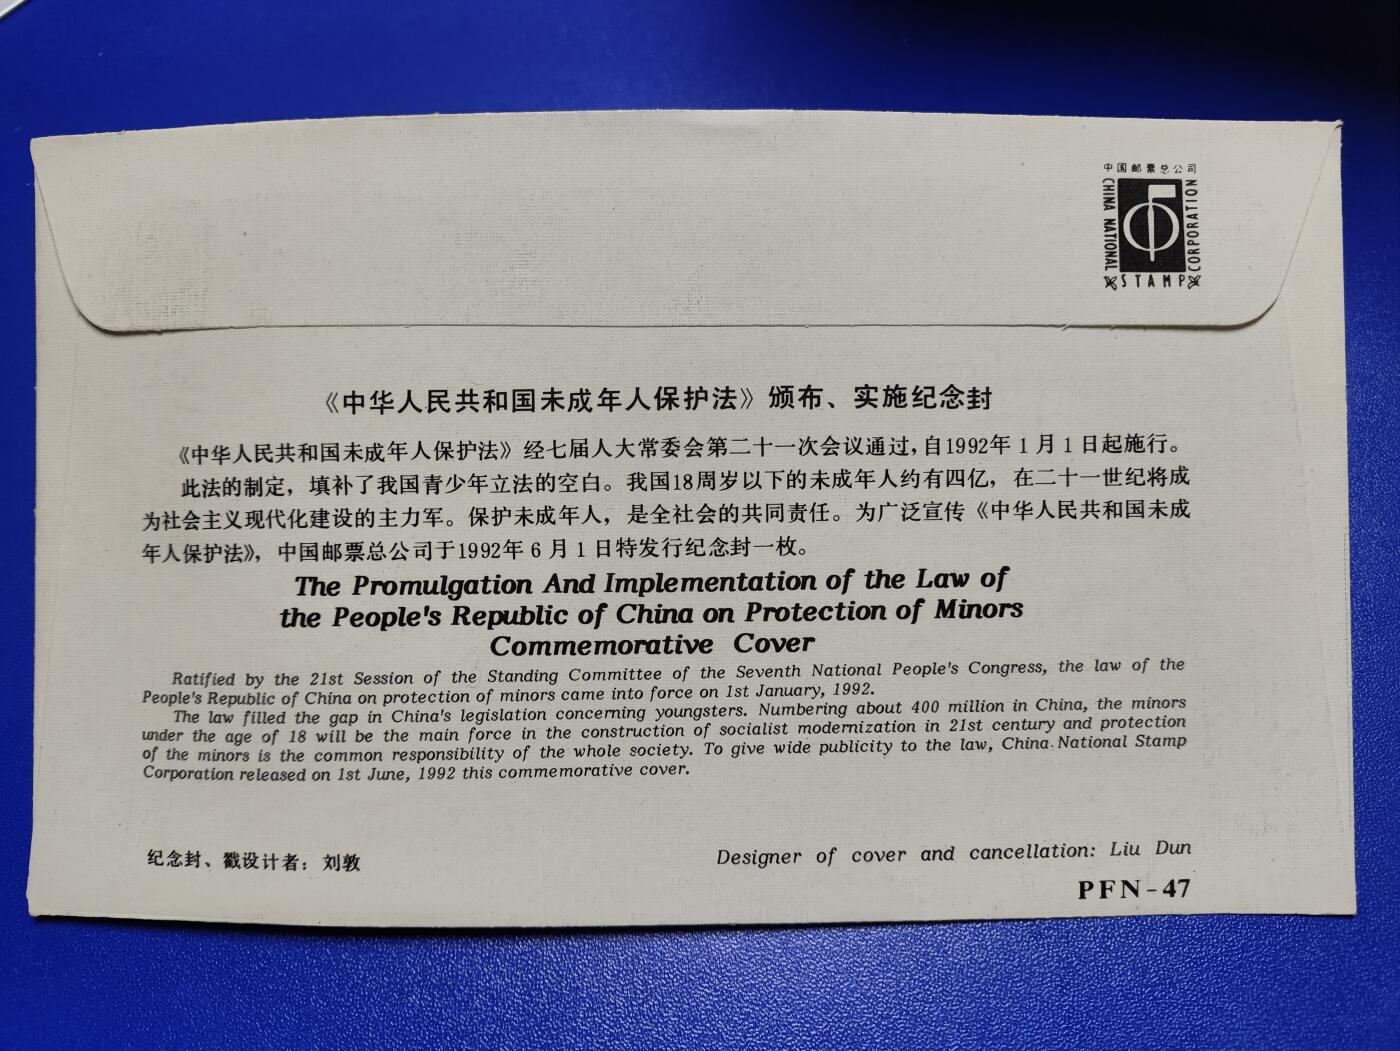 中国邮票总公司
CHINA NATIONAL
STAMP
CORPORATION
《中华人民共和国未成年人保护法》颁布、实施纪念封
《中华人民共和国未成年人保护法》经七届人大常委会第二十一次会议通过，自1992年1月1日起施行。
此法的制定，填补了我国青少年立法的空白。我国18周岁以下的未成年人约有四亿，在二十一世纪将成
为社会主义现代化建设的主力军。保护未成年人，是全社会的共同责任。为广泛宣传《中华人民共和国未成
年人保护法》，中国邮票总公司于1992年6月1日特发行纪念封一枚。
The Promulgation And Implementation of the Law of
the People's Republic of China on Protection of Minors
Commemorative Cover
Ratified by the 21st Session of the Standing Committee of the Seventh National People's Congress, the law of the
People's Republic of China on protection of minors came into force on 1st January, 1992.
The law filled the gap in China's legislation concerning youngsters. Numbering about 400 million in China, the minors
under the age of 18 will be the main force in the construction of socialist modernization in 21st century and protection
of the minors is the common responsibility of the whole society. To give wide publicity to the law, China National Stamp
Corporation released on 1st June, 1992 this commemorative cover.
纪念封、戳设计者：刘敦
Designer of cover and cancellation: Liu Dun
PFN-47